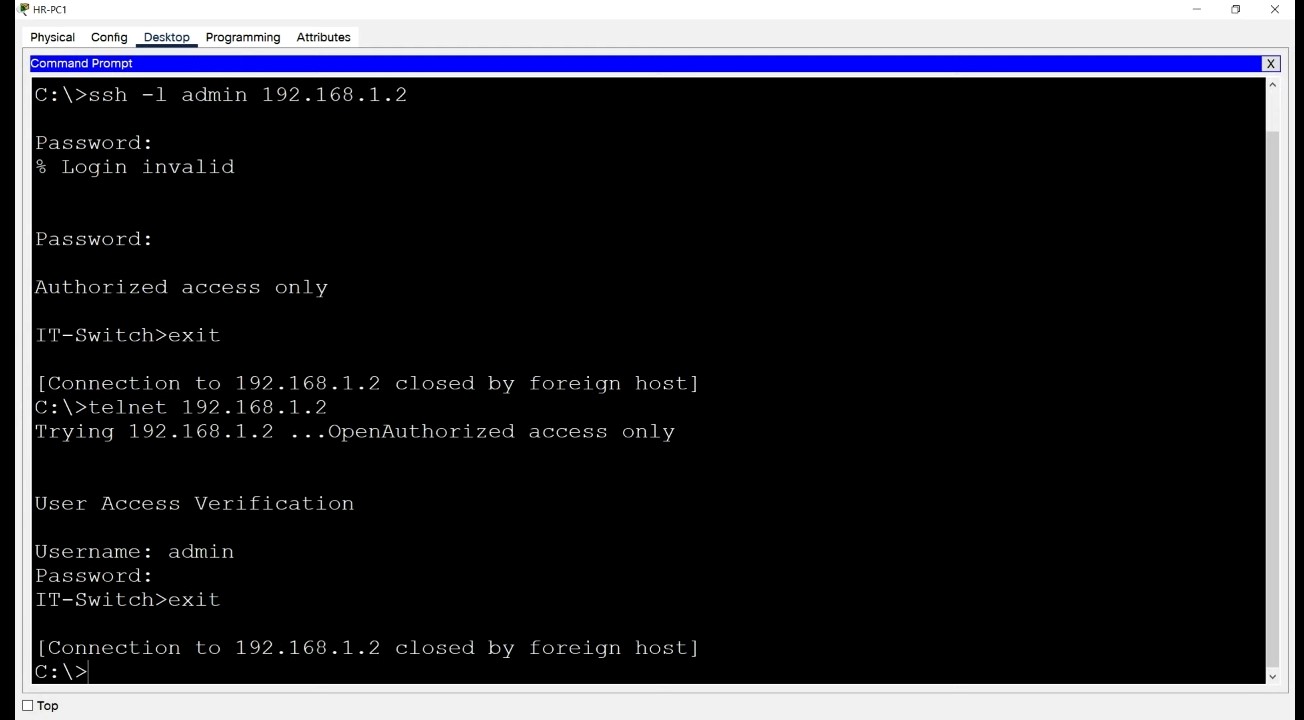 HR-PC1
Physical Config Desktop Programming Attributes
Command Prompt
X
C:\>ssh -l admin 192.168.1.2
Password:
% Login invalid
Password:
Authorized access only
IT-Switch>exit
[Connection to 192.168.1.2 closed by foreign host]
C:\>telnet 192.168.1.2
Trying 192.168.1.2 ...OpenAuthorized access only
User Access Verification
Username: admin
Password:
IT-Switch>exit
[Connection to 192.168.1.2 closed by foreign host]
C:\>
Top